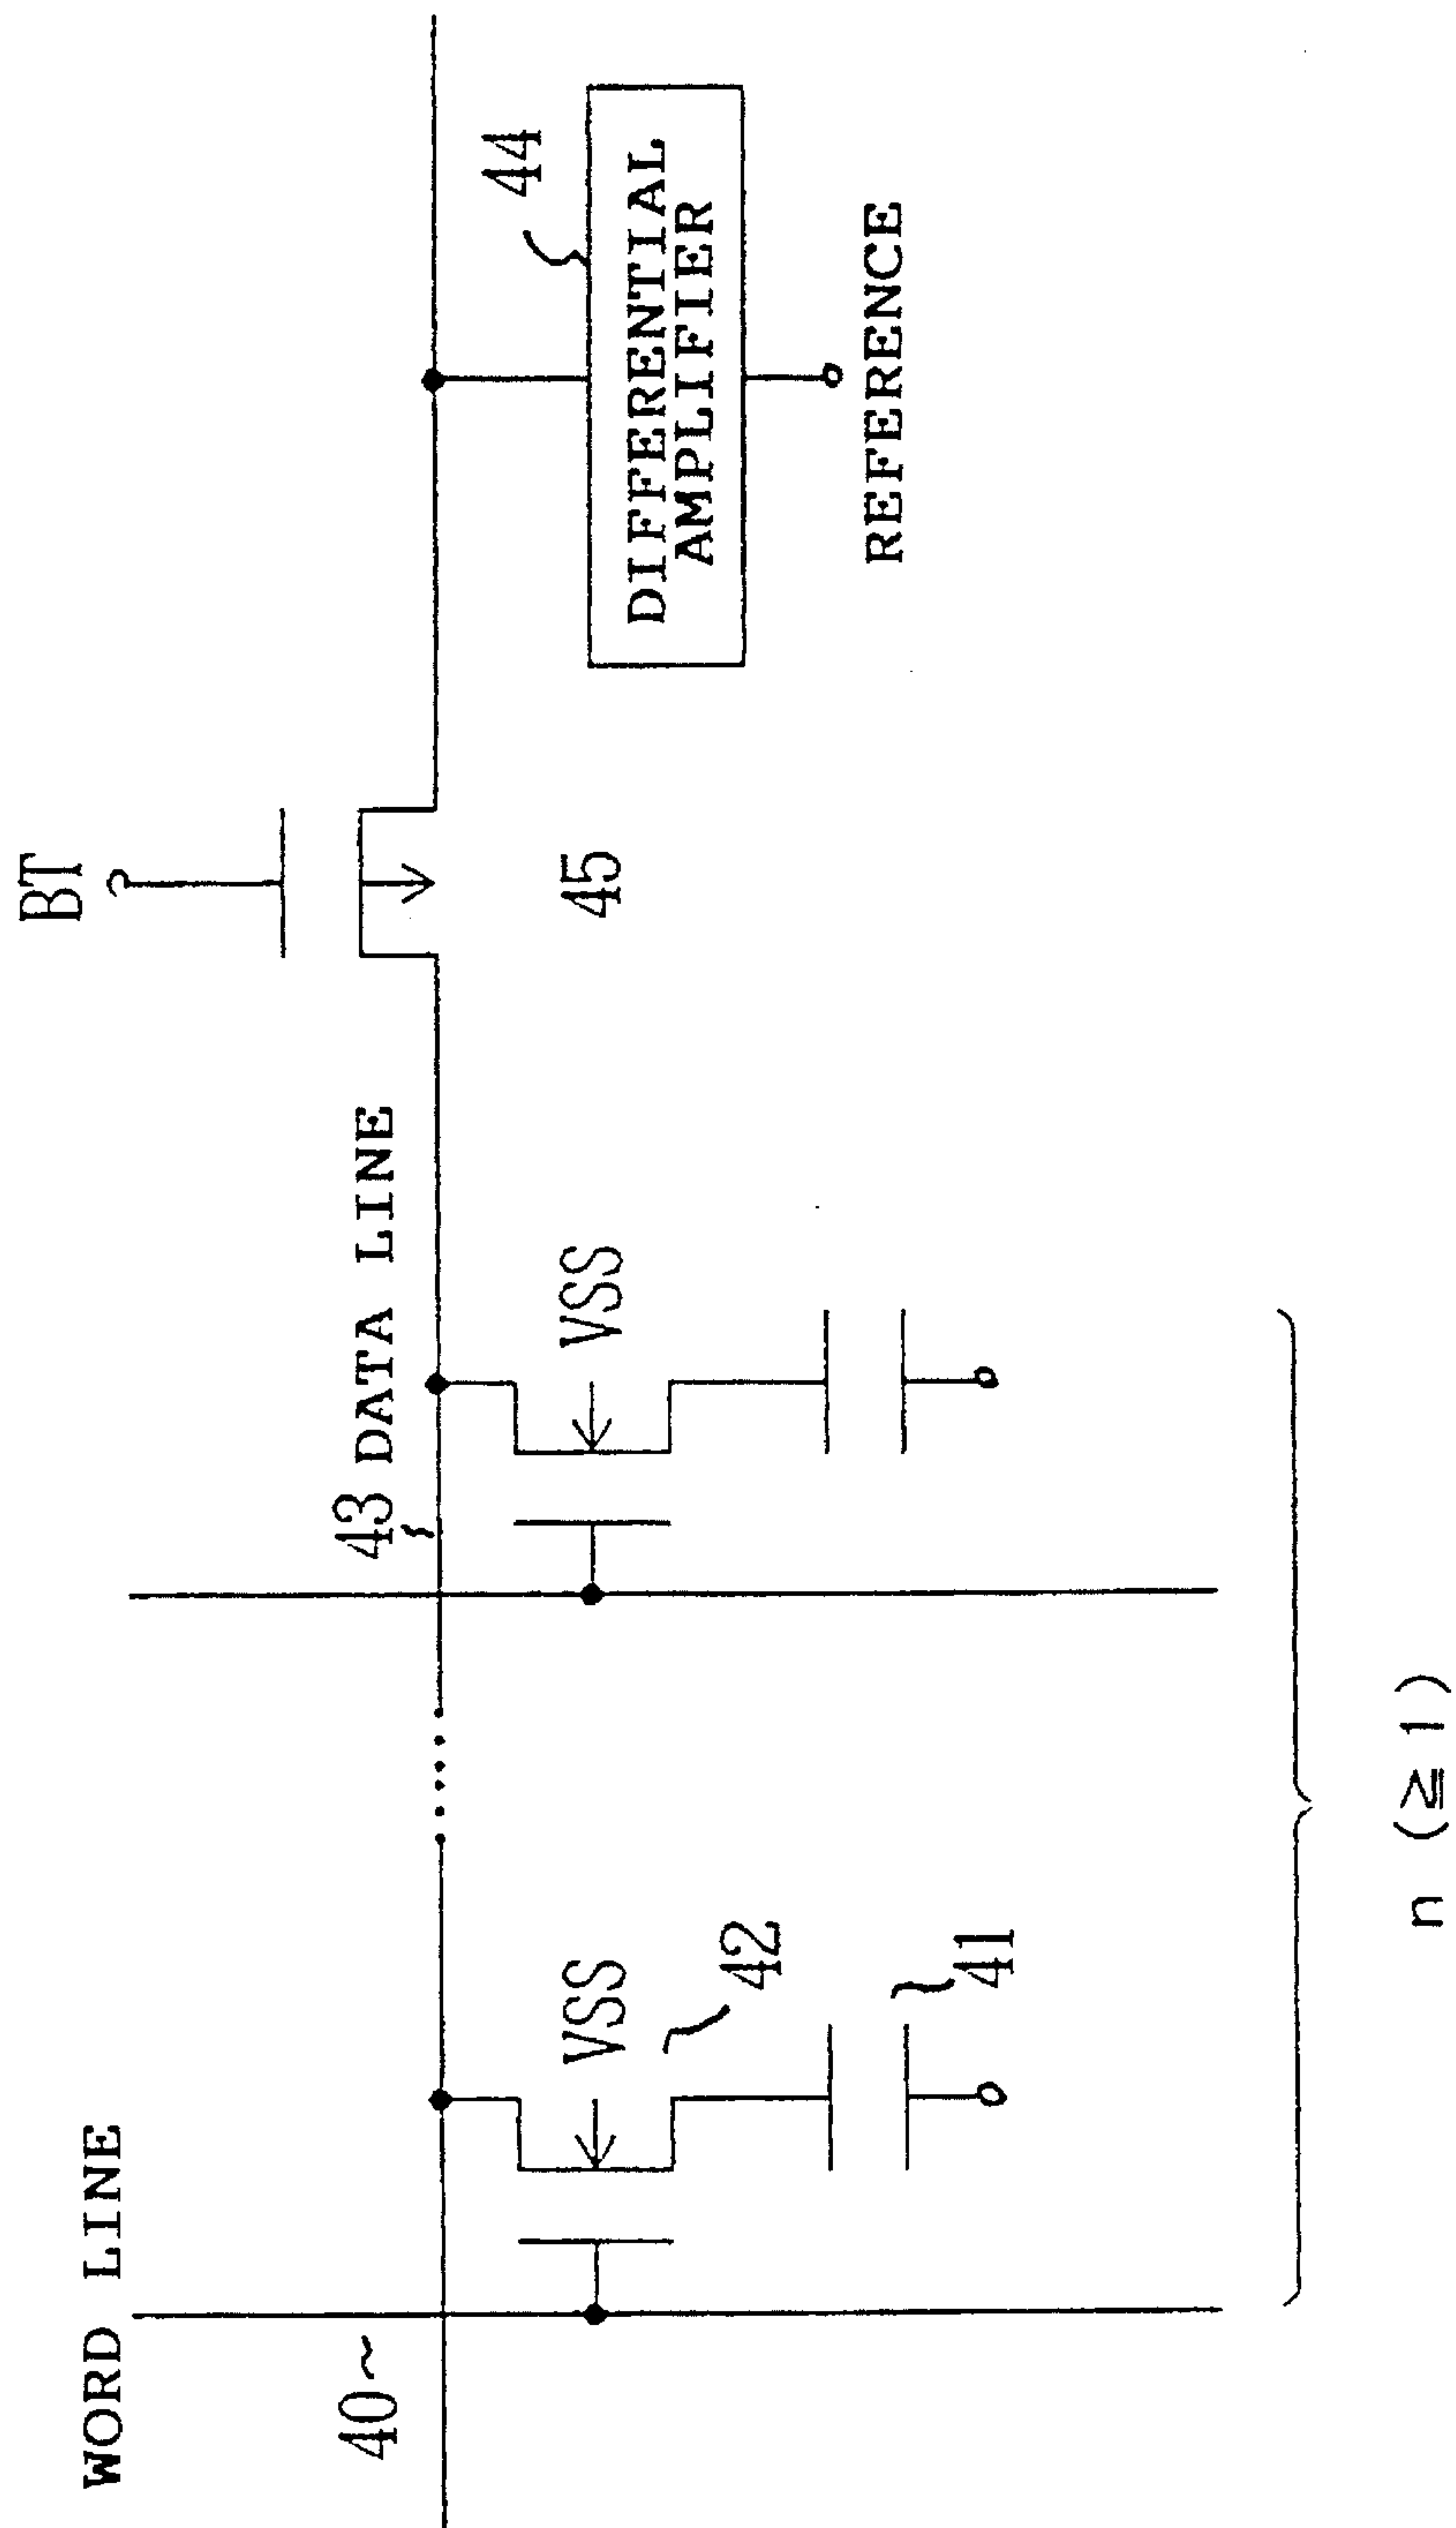 BT
44
DIFFERENTIAL
AMPLIFIER
REFERENCE
45
43 DATA LINE
VSS
WORD LINE
40
VSS
42
41
n (≧ 1)